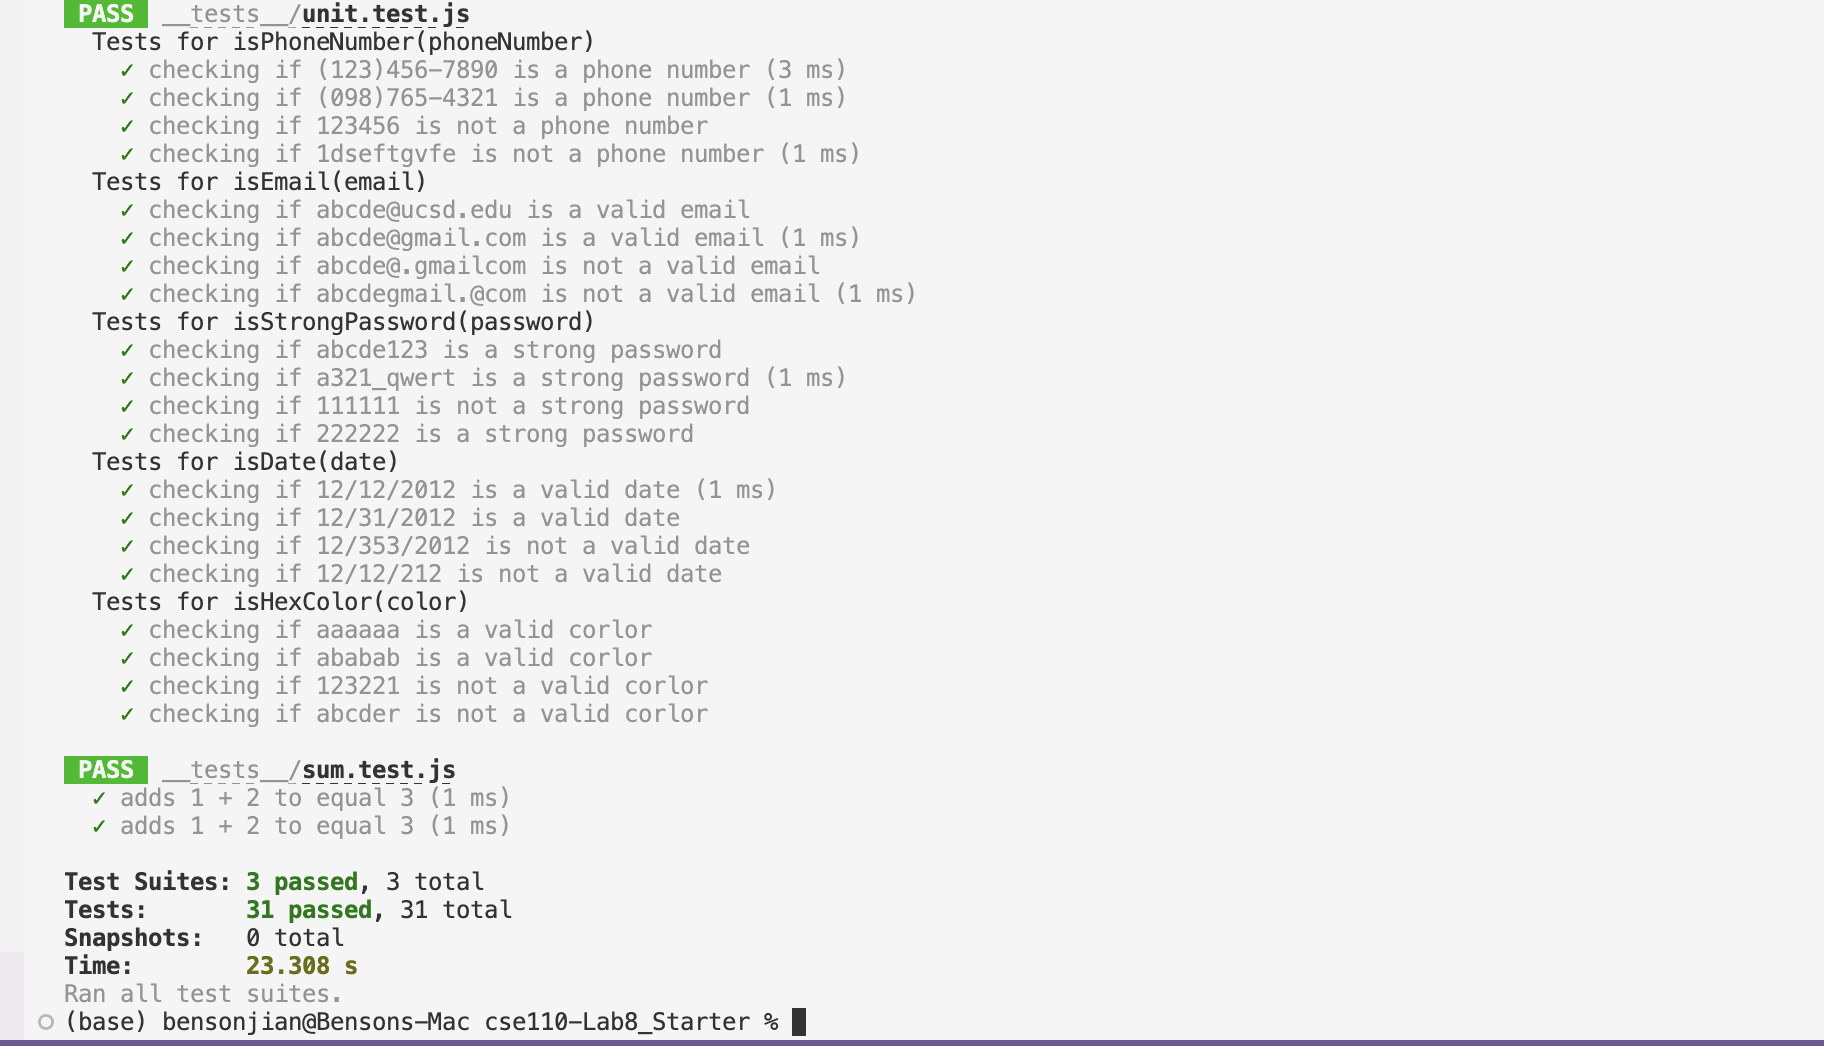 PASS __tests__/unit.test.js
Tests for isPhoneNumber(phoneNumber)
✓ checking if (123)456-7890 is a phone number (3 ms)
✓ checking if (098)765-4321 is a phone number (1 ms)
✓ checking if 123456 is not a phone number
✓ checking if 1dseftgvfe is not a phone number (1 ms)
Tests for isEmail(email)
✓ checking if abcde@ucsd.edu is a valid email
✓ checking if abcde@gmail.com is a valid email (1 ms)
✓ checking if abcde@.gmailcom is not a valid email
✓ checking if abcdegmail.@com is not a valid email (1 ms)
Tests for isStrongPassword(password)
✓ checking if abcde123 is a strong password
✓ checking if a321_qwert is a strong password (1 ms)
✓ checking if 111111 is not a strong password
✓ checking if 222222 is a strong password
Tests for isDate(date)
✓ checking if 12/12/2012 is a valid date (1 ms)
✓ checking if 12/31/2012 is a valid date
✓ checking if 12/353/2012 is not a valid date
✓ checking if 12/12/212 is not a valid date
Tests for isHexColor(color)
✓ checking if aaaaaa is a valid corlor
✓ checking if ababab is a valid corlor
✓ checking if 123221 is not a valid corlor
✓ checking if abcder is not a valid corlor
PASS __tests__/sum.test.js
✓ adds 1 + 2 to equal 3 (1 ms)
✓ adds 1 + 2 to equal 3 (1 ms)
Test Suites: 3 passed, 3 total
Tests: 31 passed, 31 total
Snapshots: 0 total
Time: 23.308 s
Ran all test suites.
(base) bensonjian@Bensons-Mac cse110-Lab8_Starter %